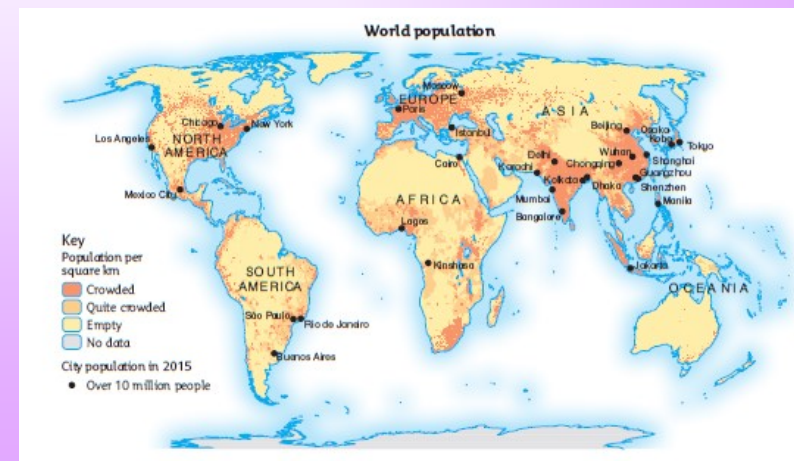 World population
Moscow
EUROPE
Paris
ASIA
Chicago
New York
Istanbul
Beijing
Osaka
Los Angeles
NORTH
AMERICA
Kobe
Tokyo
Cairo
Delhi
Wuhan
Karachi
Chongqing
Shanghai
Guangzhou
Mexico City
Kolkata
Dhaka
Shenzhen
AFRICA
Mumbai
Manila
Bangalore
Lagos
Key
Population per
square km
Kinshasa
Jakarta
SOUTH
AMERICA
OCEANIA
Crowded
Quite crowded
Empty
No data
São Paulo
Rio de Janeiro
City population in 2015
Buenos Aires
Over 10 million people